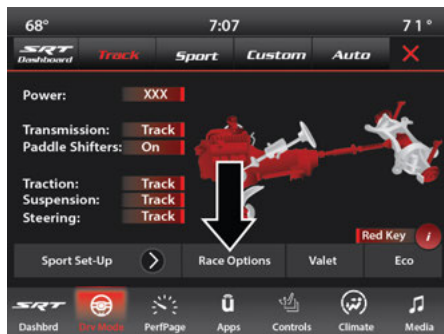 68° 7:07 71°
SRT Dashboard Track Sport Custom Auto X
Power: XXX
Transmission: Track
Paddle Shifters: On
Traction: Track
Suspension: Track
Steering: Track
Red Key i
Sport Set-Up > Race Options Valet Eco
SRT
Dashbrd Drv Mode PerfPage Apps Controls Climate Media